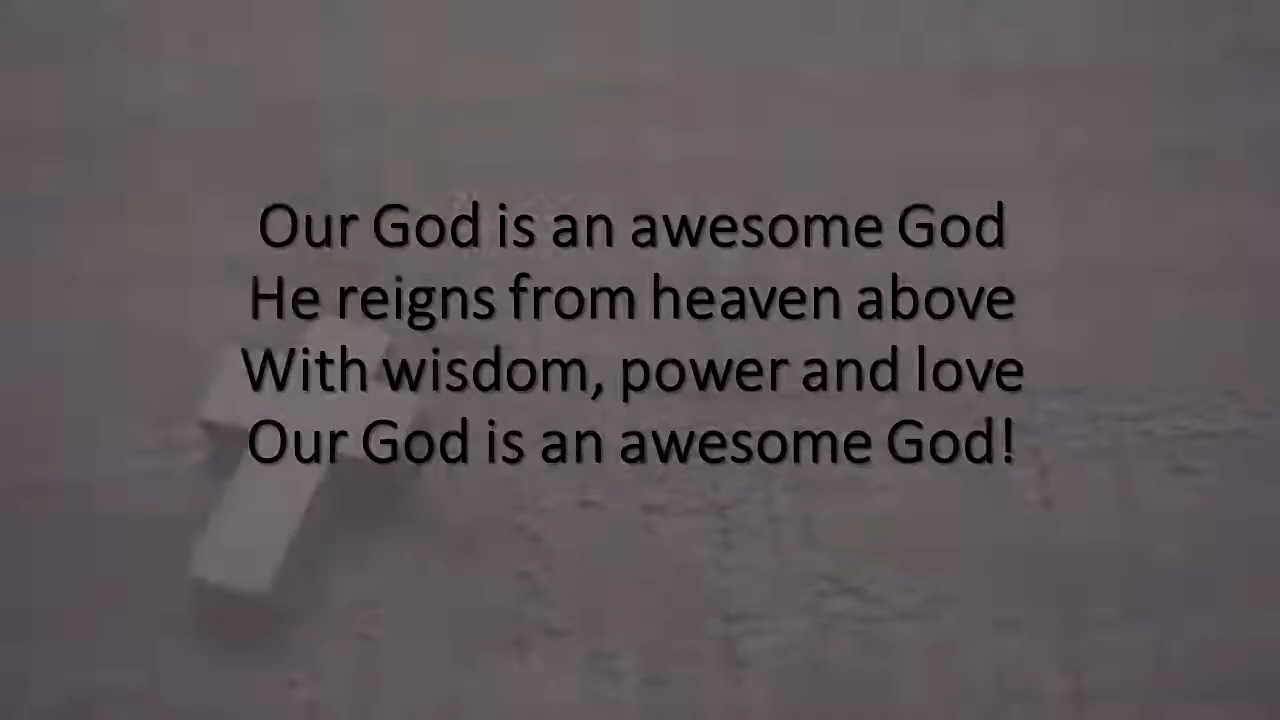 Our God is an awesome God
He reigns from heaven above
With wisdom, power and love
Our God is an awesome God!